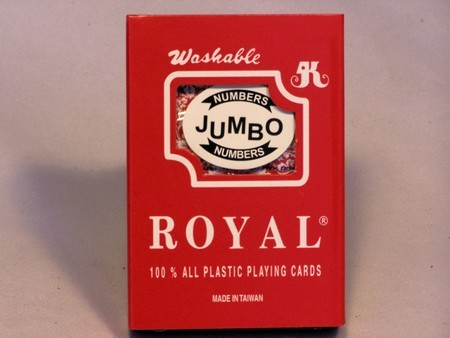 Washable
K
NUMBERS
JUMBO
NUMBERS
ROYAL®
100 % ALL PLASTIC PLAYING CARDS
MADE IN TAIWAN